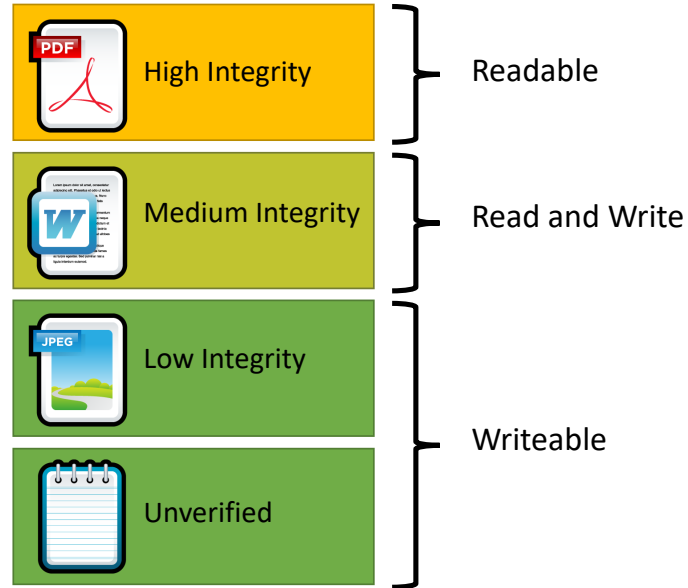 PDF
High Integrity
Readable
Medium Integrity
W
Read and Write
JPEG
Low Integrity
Writeable
Unverified